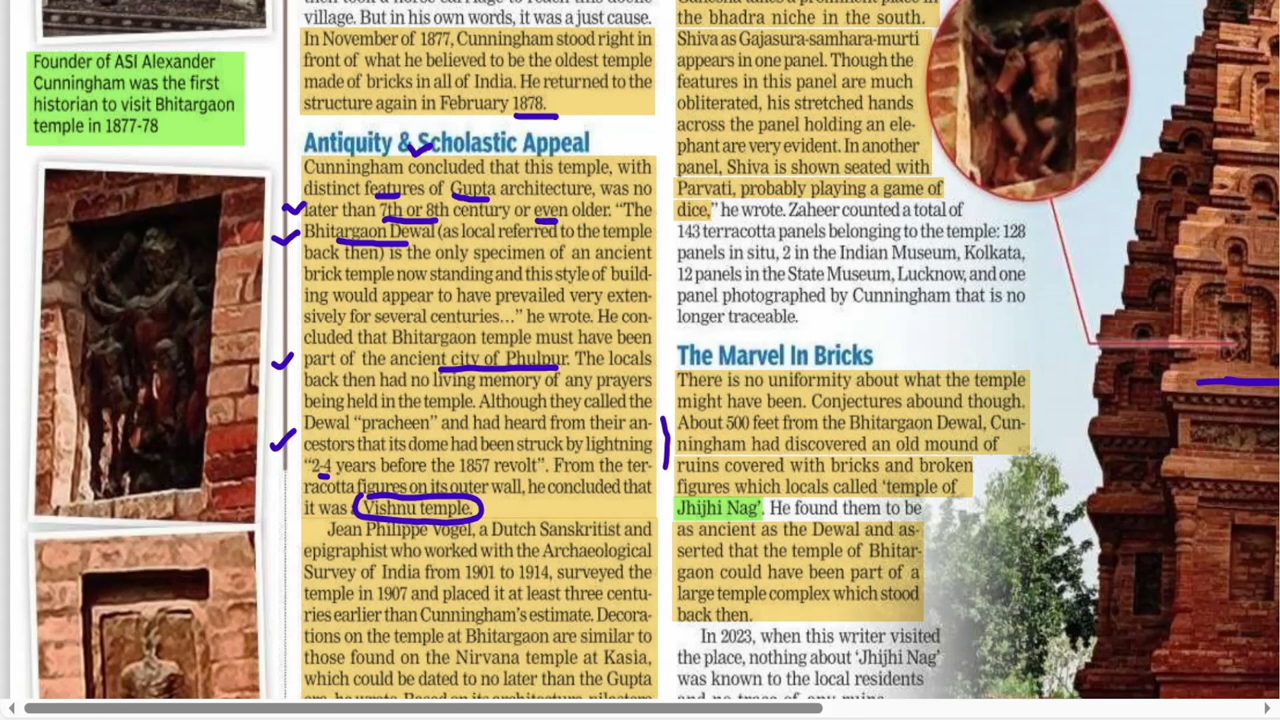 Founder of ASI Alexander
Cunningham was the first
historian to visit Bhitargaon
temple in 1877-78
village. But in his own words, it was a just cause.
In November of 1877, Cunningham stood right in
front of what he believed to be the oldest temple
made of bricks in all of India. He returned to the
structure again in February 1878.
Antiquity & Scholastic Appeal
Cunningham concluded that this temple, with
distinct features of Gupta architecture, was no
later than 7th or 8th century or even older. “The
Bhitargaon Dewal (as local referred to the temple
back then) is the only specimen of an ancient
brick temple now standing and this style of build-
ing would appear to have prevailed very exten-
sively for several centuries…” he wrote. He con-
cluded that Bhitargaon temple must have been
part of the ancient city of Phulpur. The locals
back then had no living memory of any prayers
being held in the temple. Although they called the
Dewal “pracheen” and had heard from their an-
cestors that its dome had been struck by lightning
“2-4 years before the 1857 revolt”. From the ter-
racotta figures on its outer wall, he concluded that
it was a Vishnu temple.
Jean Philippe Vogel, a Dutch Sanskritist and
epigraphist who worked with the Archaeological
Survey of India from 1901 to 1914, surveyed the
temple in 1907 and placed it at least three centu-
ries earlier than Cunningham’s estimate. Decora-
tions on the temple at Bhitargaon are similar to
those found on the Nirvana temple at Kasia,
which could be dated to no later than the Gupta
the bhadra niche in the south.
Shiva as Gajasura-samhara-murti
appears in one panel. Though the
features in this panel are much
obliterated, his stretched hands
across the panel holding an ele-
phant are very evident. In another
panel, Shiva is shown seated with
Parvati, probably playing a game of
dice,” he wrote. Zaheer counted a total of
143 terracotta panels belonging to the temple: 128
panels in situ, 2 in the Indian Museum, Kolkata,
12 panels in the State Museum, Lucknow, and one
panel photographed by Cunningham that is no
longer traceable.
The Marvel In Bricks
There is no uniformity about what the temple
might have been. Conjectures abound though.
About 500 feet from the Bhitargaon Dewal, Cun-
ningham had discovered an old mound of
ruins covered with bricks and broken
figures which locals called ‘temple of
Jhijhi Nag’. He found them to be
as ancient as the Dewal and as-
serted that the temple of Bhitar-
gaon could have been part of a
large temple complex which stood
back then.
In 2023, when this writer visited
the place, nothing about ‘Jhijhi Nag’
was known to the local residents